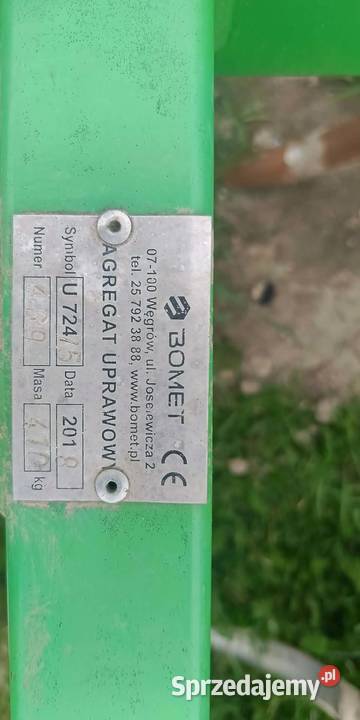 BOMET CE
07-100 Węgrów, ul. Josewicza 2
tel. 25 792 38 88, www.bomet.pl
AGREGAT UPRAWOWY
Symbol U 724/5 Data 2018
Numer Masa 410 kg
Sprzedajemy.pl